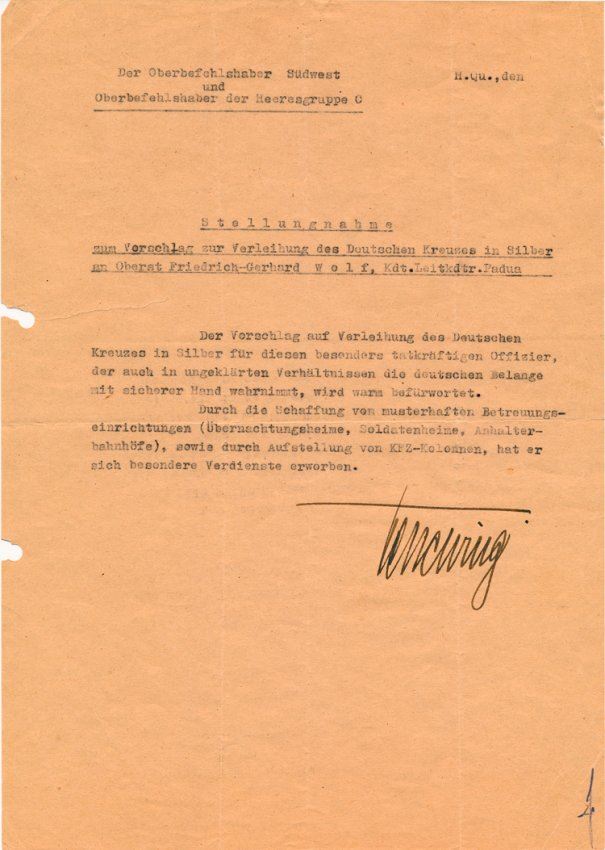 Der Oberbefehlshaber Südwest
und
Oberbefehlshaber der Heeresgruppe C
H.Qu.,den
Stellungnahme
zum Vorschlag zur Verleihung des Deutschen Kreuzes in Silber
an Oberst Friedrich-Gerhard Wolf, Kdt.Leitkdtr.Padua
Der Vorschlag auf Verleihung des Deutschen
Kreuzes in Silber für diesen besonders tatkräftigen Offizier,
der auch in ungeklärten Verhältnissen die deutschen Belange
mit sicherer Hand wahrnimmt, wird warm befürwortet.
Durch die Schaffung von musterhaften Betreuungs-
einrichtungen (Übernachtungsheime, Soldatenheime, Anhalter-
bahnhöfe), sowie durch Aufstellung von KFZ-Kolonnen, hat er
sich besondere Verdienste erworben.